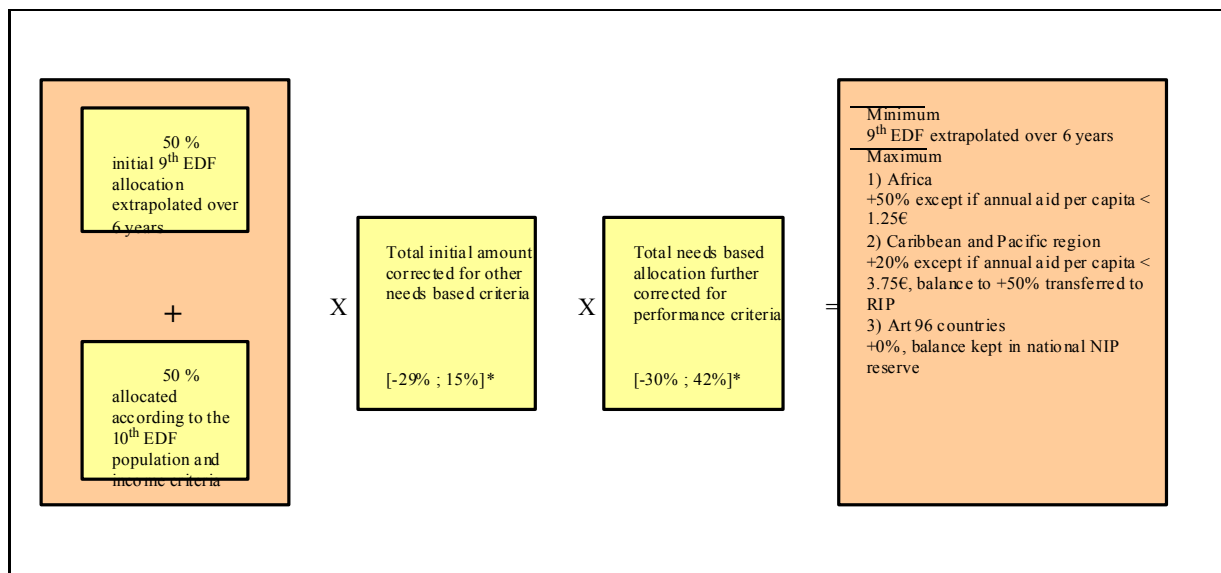 50 %
initial 9th EDF
allocation
extrapolated over
6 years
+
50 %
allocated
according to the
10th EDF
population and
income criteria
X
Total initial amount
corrected for other
needs based criteria
[-29% ; 15%]*
X
Total needs based
allocation further
corrected for
performance criteria
[-30% ; 42%]*
=
Minimum
9th EDF extrapolated over 6 years
Maximum
1) Africa
+50% except if annual aid per capita <
1.25€
2) Caribbean and Pacific region
+20% except if annual aid per capita <
3.75€, balance to +50% transferred to
RIP
3) Art 96 countries
+0%, balance kept in national NIP
reserve